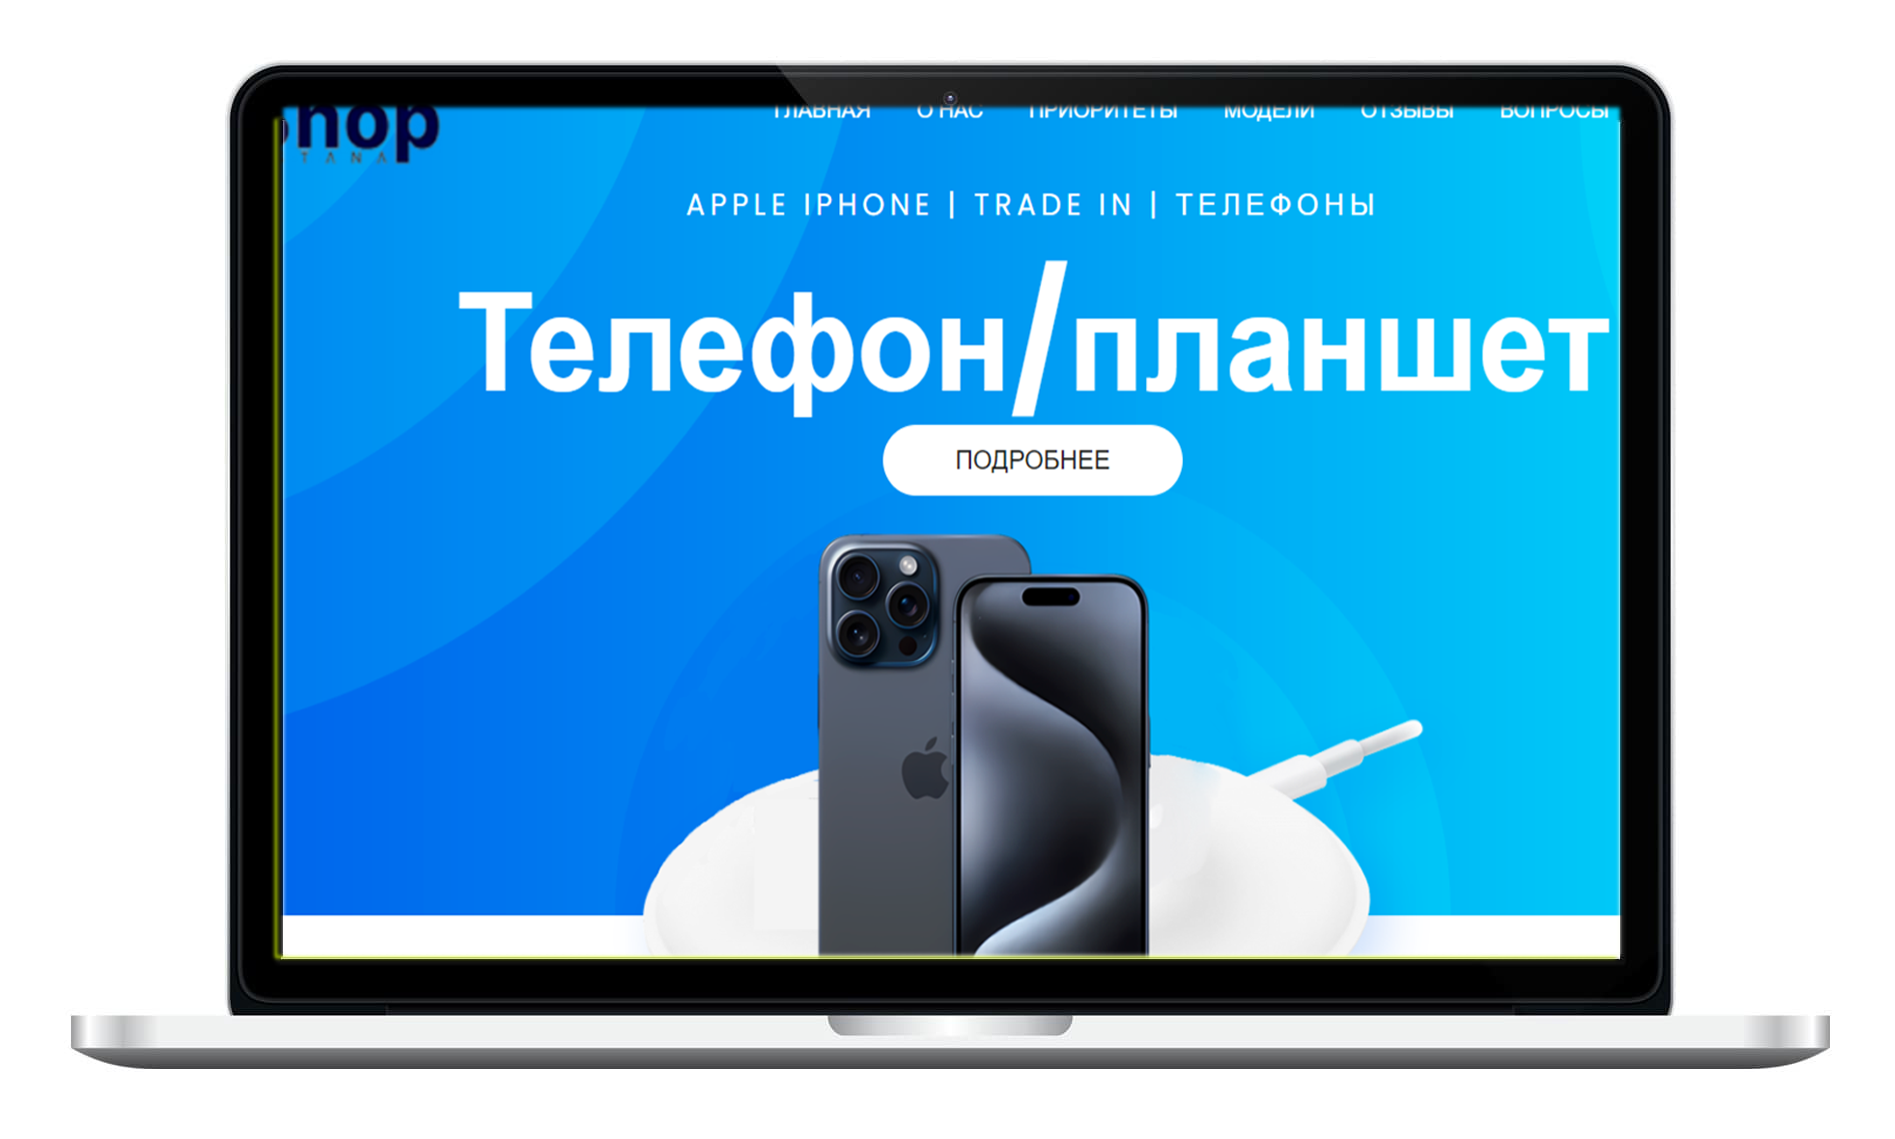 hop
TANA
ГЛАВНАЯ О НАС ПРИОРИТЕТЫ МОДЕЛИ ОТЗЫВЫ ВОПРОСЫ
APPLE IPHONE | TRADE IN | ТЕЛЕФОНЫ
Телефон/планшет
ПОДРОБНЕЕ